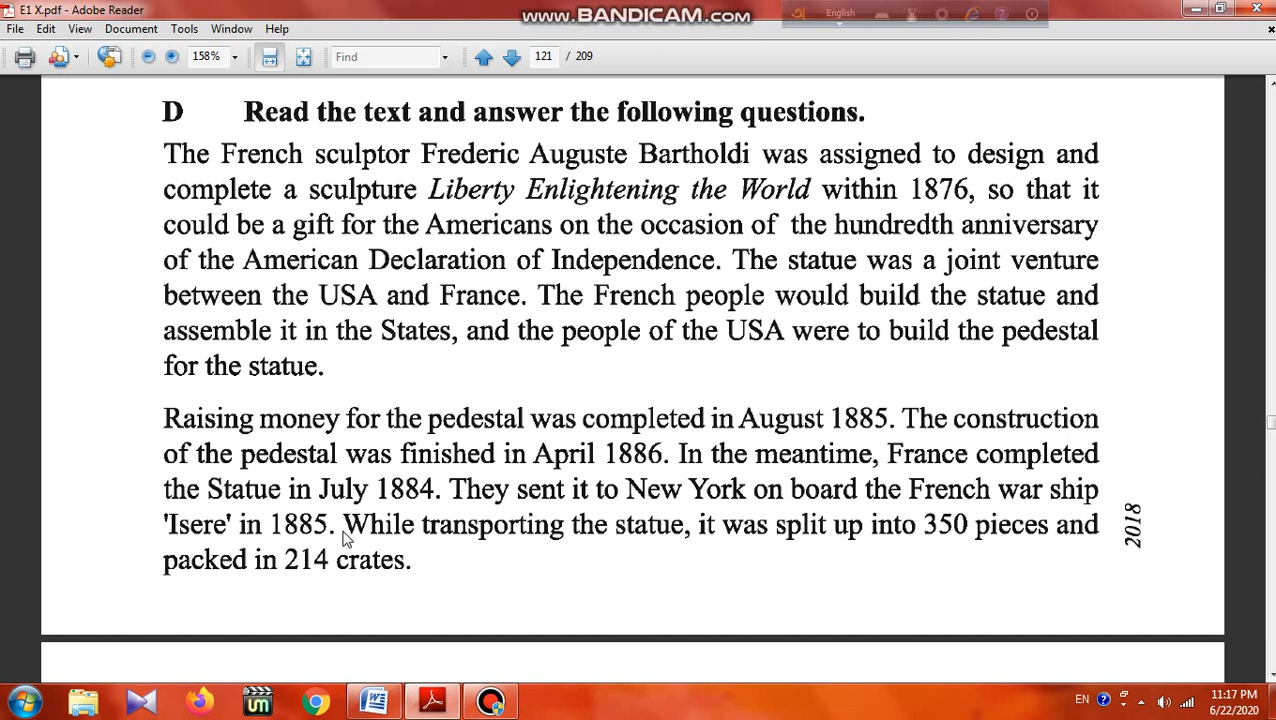 E1 X.pdf - Adobe Reader
www.BANDICAM.com
English
File Edit View Document Tools Window Help
158% Find 121 / 209
D Read the text and answer the following questions.
The French sculptor Frederic Auguste Bartholdi was assigned to design and
complete a sculpture Liberty Enlightening the World within 1876, so that it
could be a gift for the Americans on the occasion of the hundredth anniversary
of the American Declaration of Independence. The statue was a joint venture
between the USA and France. The French people would build the statue and
assemble it in the States, and the people of the USA were to build the pedestal
for the statue.
Raising money for the pedestal was completed in August 1885. The construction
of the pedestal was finished in April 1886. In the meantime, France completed
the Statue in July 1884. They sent it to New York on board the French war ship
'Isere' in 1885. While transporting the statue, it was split up into 350 pieces and
packed in 214 crates.
2018
EN
11:17 PM
6/22/2020